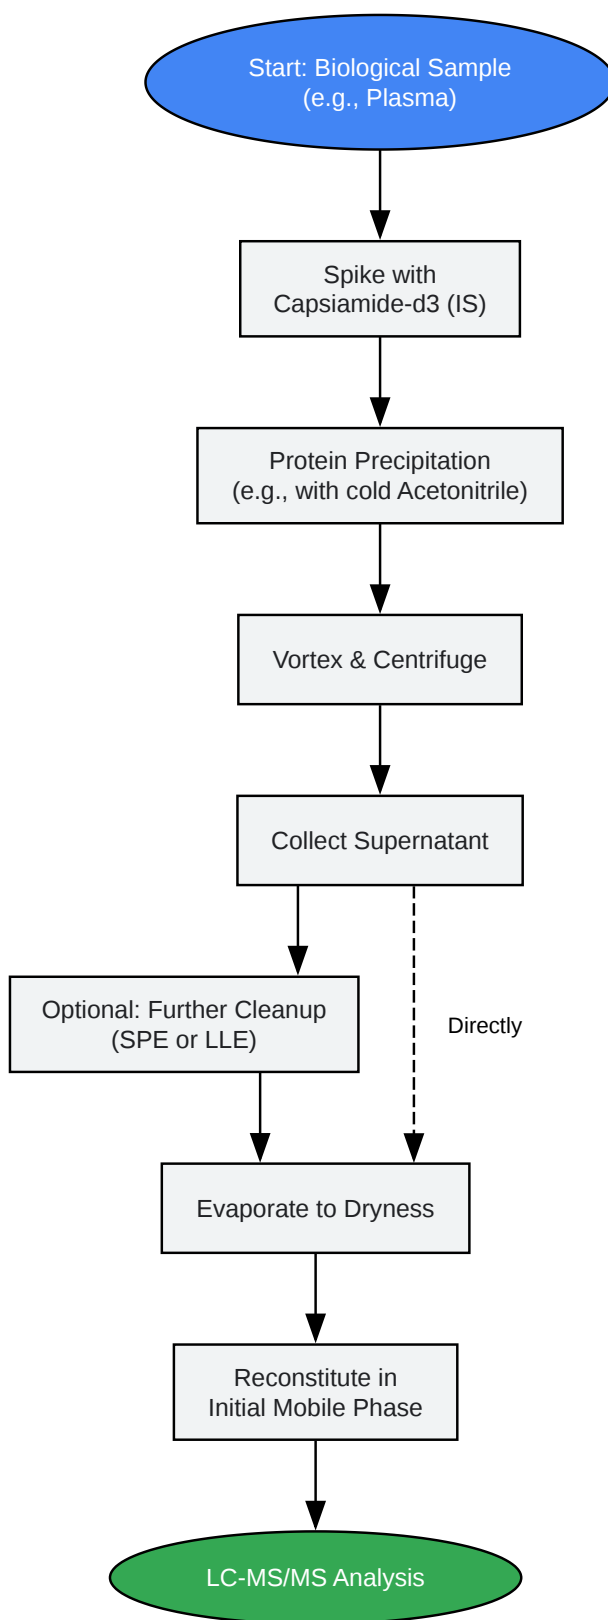 Start: Biological Sample
(e.g., Plasma)
Spike with
Capsiamide-d3 (IS)
Protein Precipitation
(e.g., with cold Acetonitrile)
Vortex & Centrifuge
Collect Supernatant
Optional: Further Cleanup
(SPE or LLE)
Directly
Evaporate to Dryness
Reconstitute in
Initial Mobile Phase
LC-MS/MS Analysis